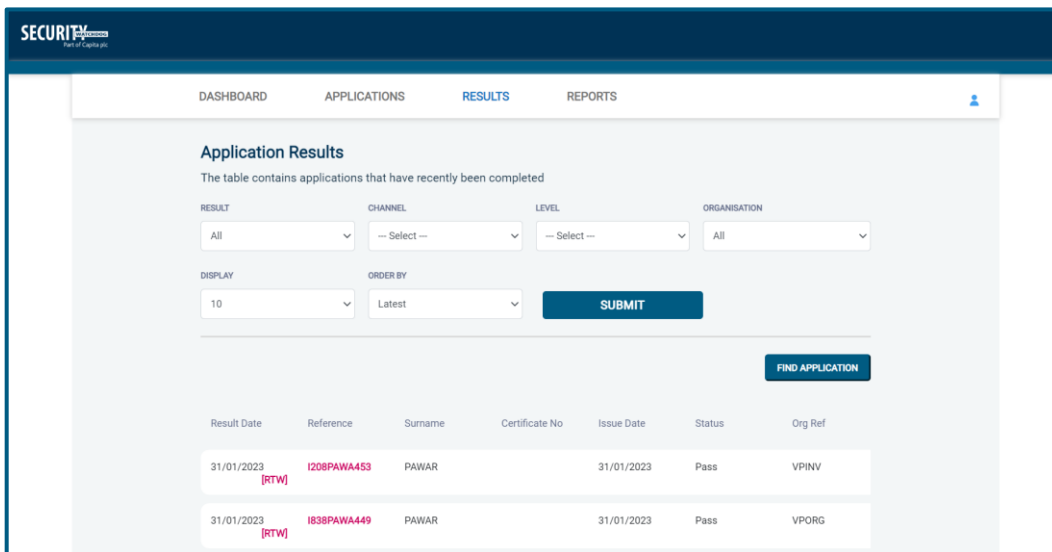 SECURITY WATCHDOG
Part of Capita plc
DASHBOARD APPLICATIONS RESULTS REPORTS
Application Results
The table contains applications that have recently been completed
RESULT CHANNEL LEVEL ORGANISATION
All --- Select --- --- Select --- All
DISPLAY ORDER BY
10 Latest SUBMIT
FIND APPLICATION
Result Date Reference Surname Certificate No Issue Date Status Org Ref
31/01/2023 I208PAWA453 PAWAR 31/01/2023 Pass VPINV
[RTW]
31/01/2023 I838PAWA449 PAWAR 31/01/2023 Pass VPORG
[RTW]